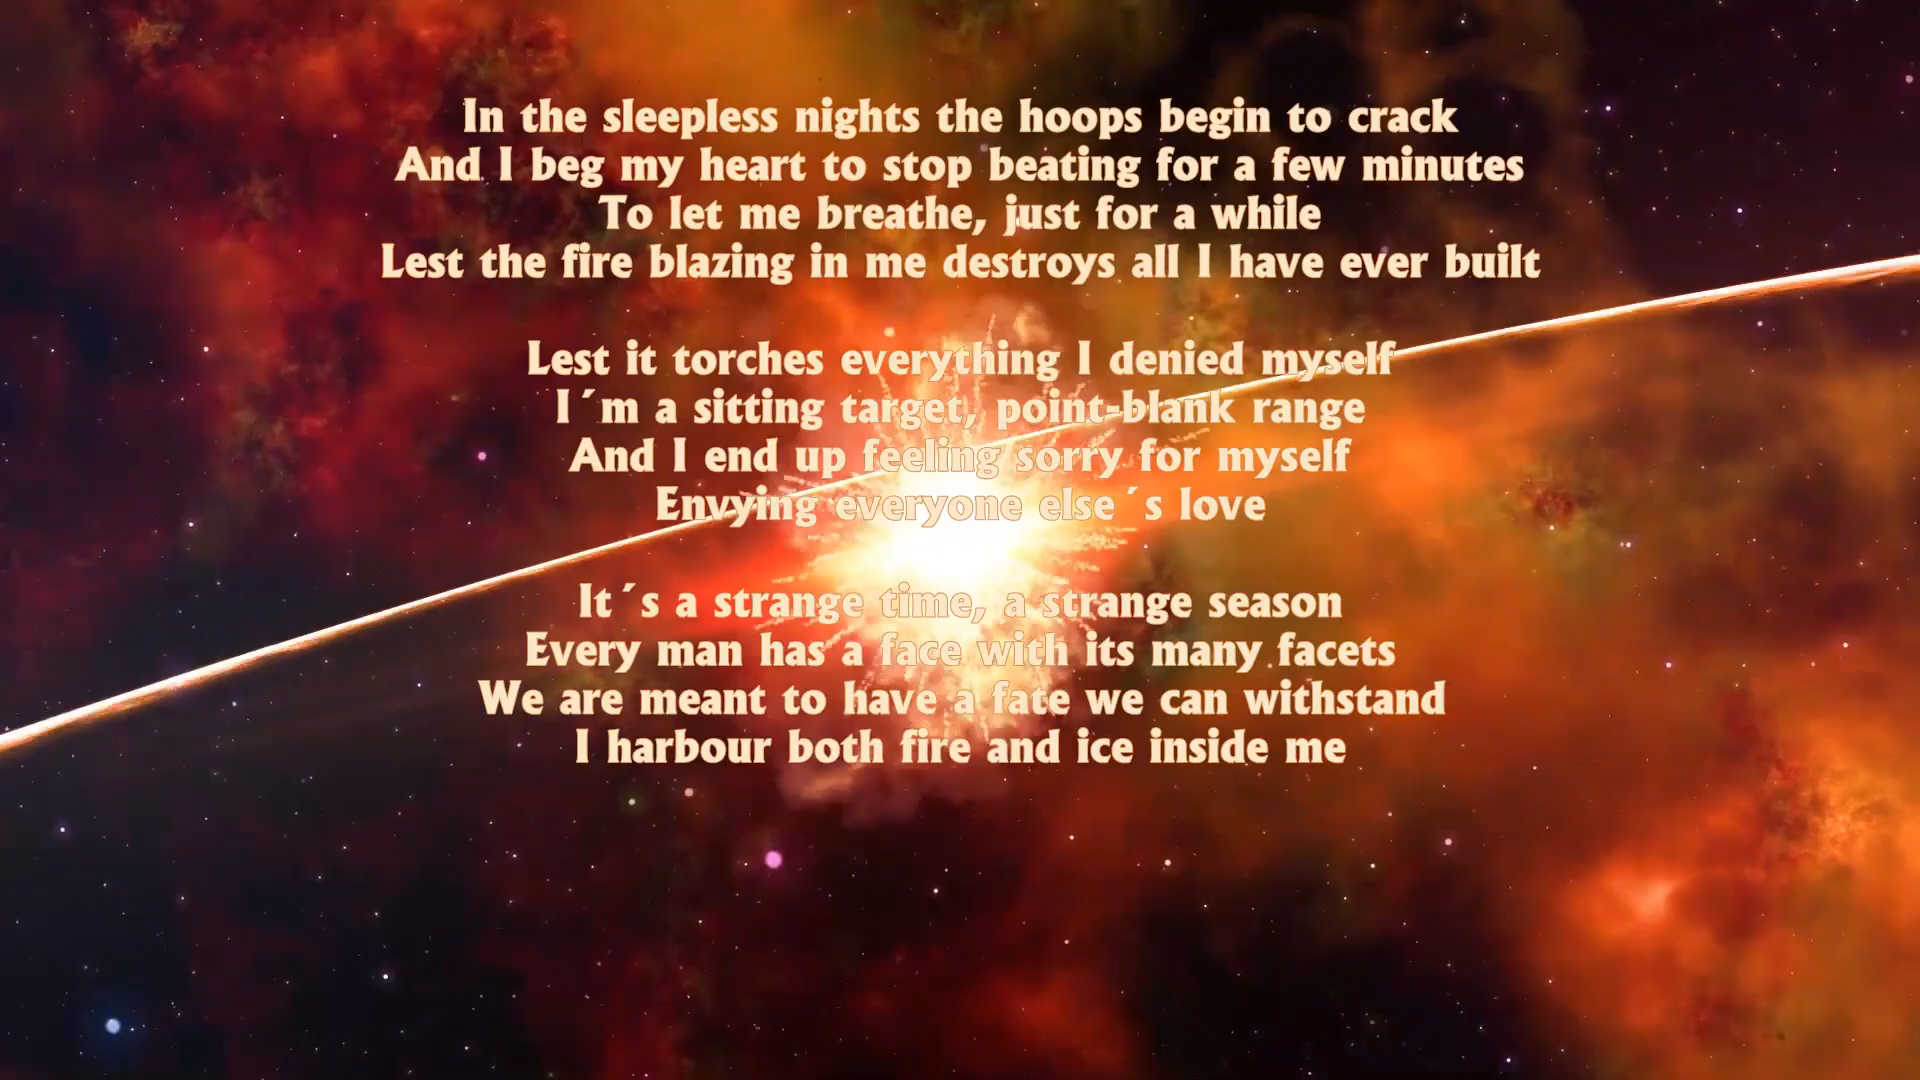 In the sleepless nights the hoops begin to crack
And I beg my heart to stop beating for a few minutes
To let me breathe, just for a while
Lest the fire blazing in me destroys all I have ever built
Lest it torches everything I denied myself
I´m a sitting target, point-blank range
And I end up feeling sorry for myself
Envying everyone else´s love
It´s a strange time, a strange season
Every man has a face with its many facets
We are meant to have a fate we can withstand
I harbour both fire and ice inside me